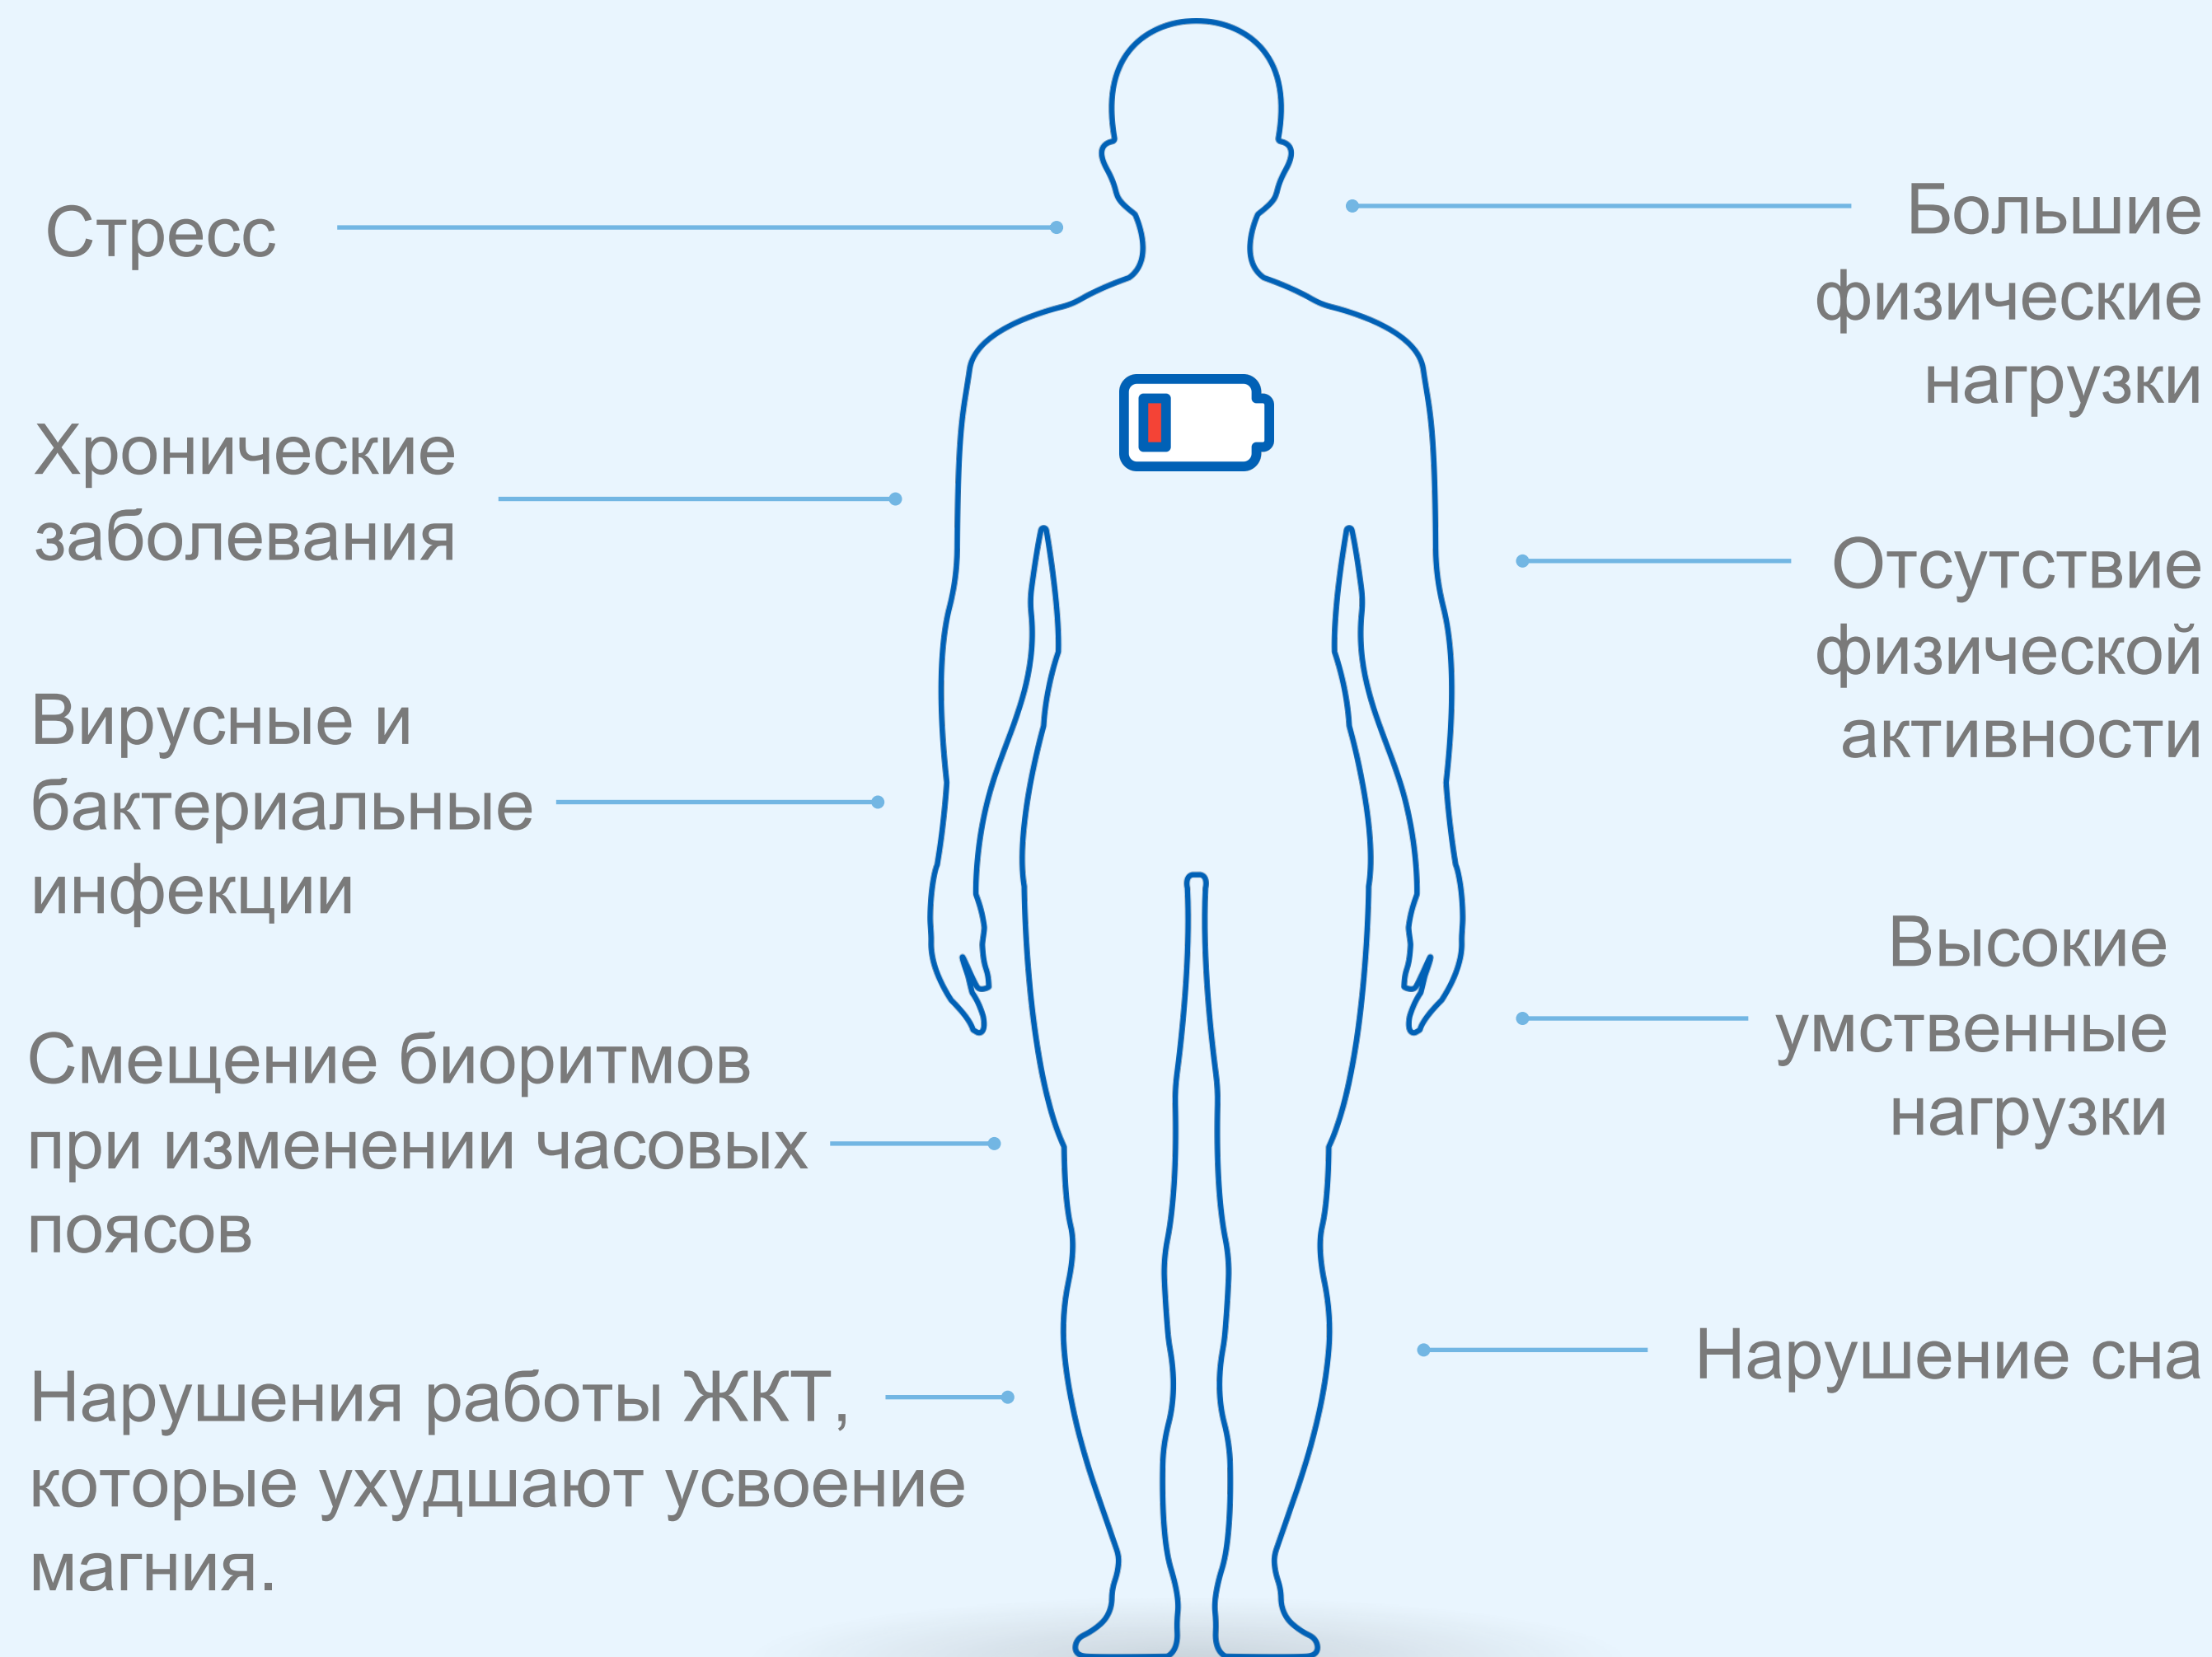 Стресс
Хронические
заболевания
Вирусные и
бактериальные
инфекции
Смещение биоритмов
при изменении часовых
поясов
Нарушения работы ЖКТ,
которые ухудшают усвоение
магния.
Большие
физические
нагрузки
Отсутствие
физической
активности
Высокие
умственные
нагрузки
Нарушение сн